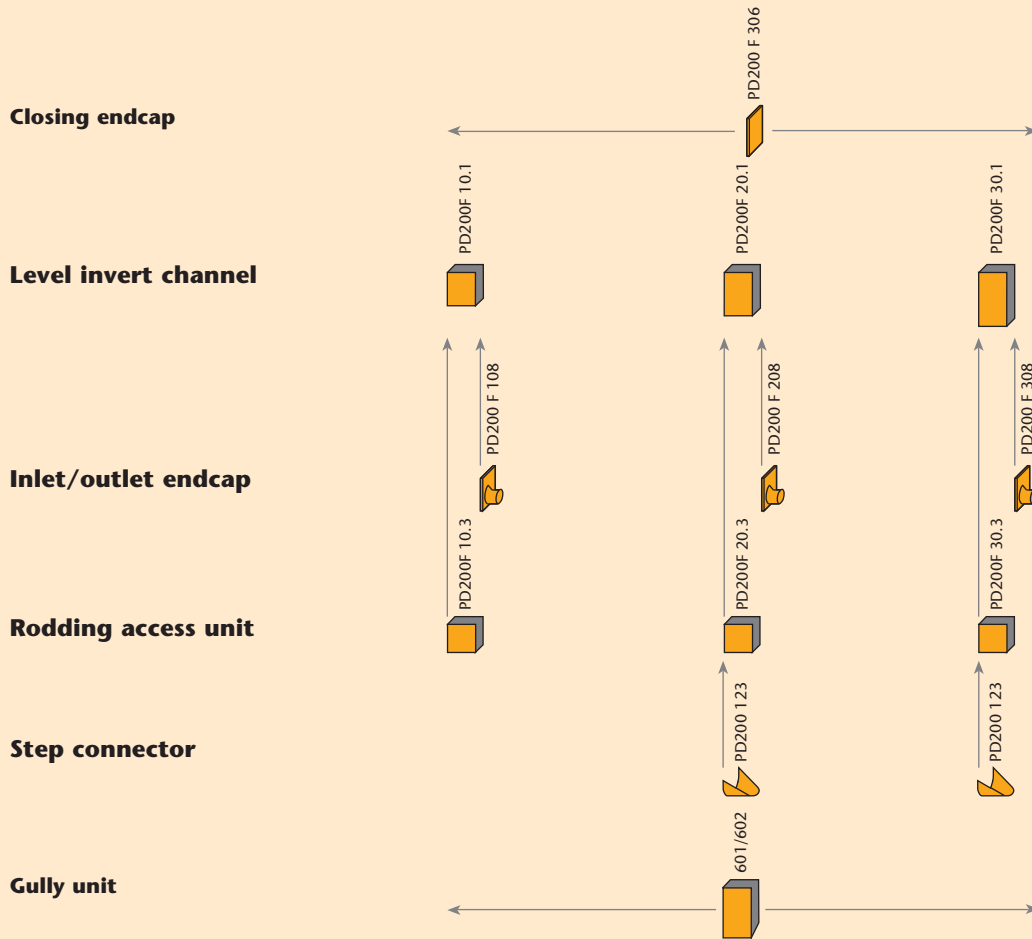 PD200 F 306
Closing endcap
PD200F 10.1
PD200F 20.1
PD200F 30.1
Level invert channel
PD200 F 108
PD200 F 208
PD200 F 308
Inlet/outlet endcap
PD200F 10.3
PD200F 20.3
PD200F 30.3
Rodding access unit
PD200 123
PD200 123
Step connector
601/602
Gully unit